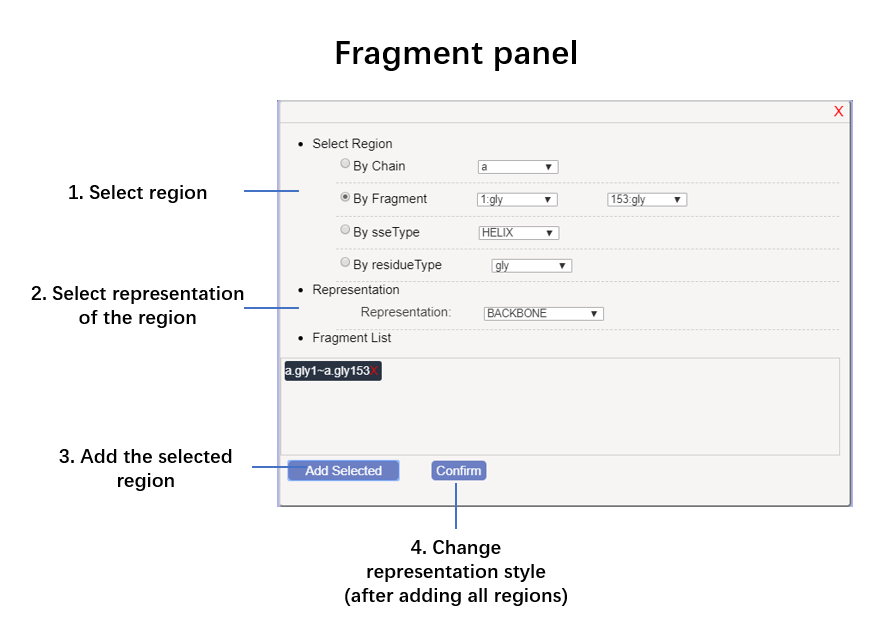 Fragment panel
X
Select Region
By Chain a
1. Select region
By Fragment 1:gly 153:gly
By sseType HELIX
By residueType gly
2. Select representation
of the region
Representation
Representation: BACKBONE
Fragment List
a.gly1~a.gly153X
3. Add the selected
region
Add Selected Confirm
4. Change
representation style
(after adding all regions)